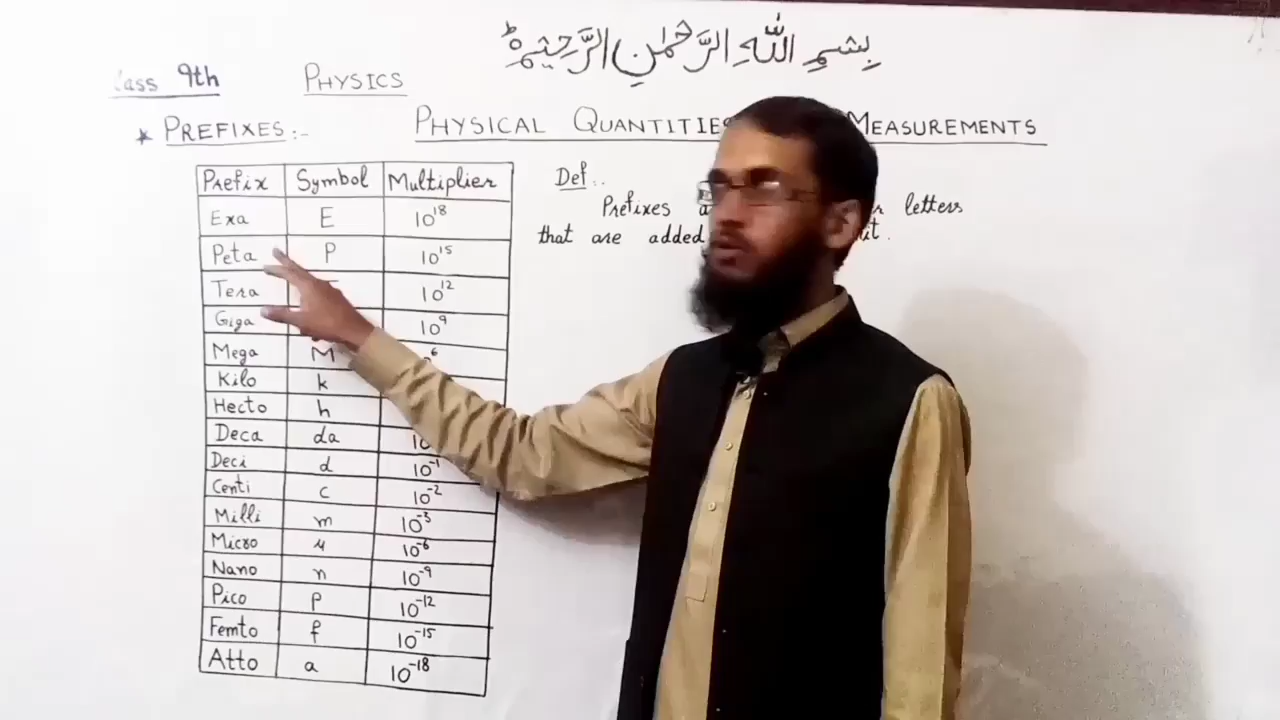 بِسْمِ اللّٰهِ الرَّحْمٰنِ الرَّحِيْمِ
Class 9th PHYSICS
* PREFIXES :- PHYSICAL QUANTITIES MEASUREMENTS
Def :.
Prefixes letters
that are added
Prefix Symbol Multiplier
Exa E 10¹⁸
Peta P 10¹⁵
Tera 10¹²
Giga 10⁹
Mega M
Kilo k
Hecto h
Deca da
Deci d 10⁻¹
Centi c 10⁻²
Milli m 10⁻³
Micro μ 10⁻⁶
Nano n 10⁻⁹
Pico p 10⁻¹²
Femto f 10⁻¹⁵
Atto a 10⁻¹⁸